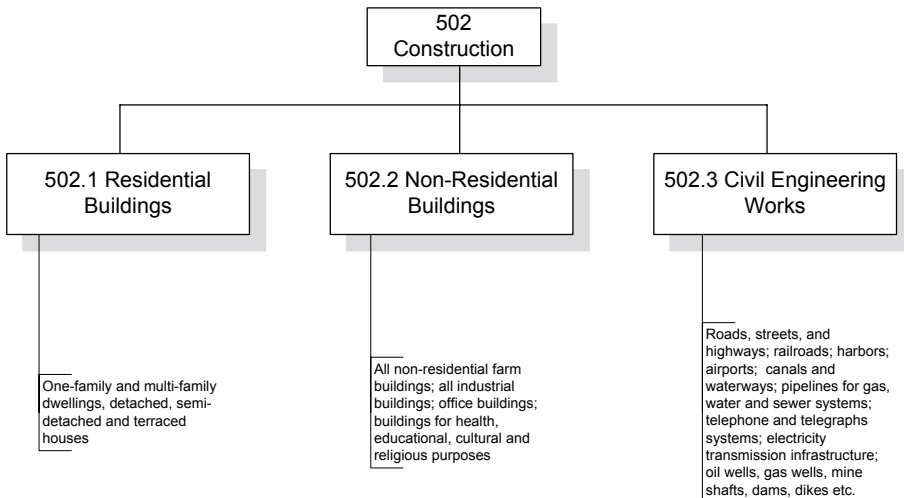 502
Construction
502.1 Residential
Buildings
502.2 Non-Residential
Buildings
502.3 Civil Engineering
Works
One-family and multi-family
dwellings, detached, semi-
detached and terraced
houses
All non-residential farm
buildings; all industrial
buildings; office buildings;
buildings for health,
educational, cultural and
religious purposes
Roads, streets, and
highways; railroads; harbors;
airports;  canals and
waterways; pipelines for gas,
water and sewer systems;
telephone and telegraphs
systems; electricity
transmission infrastructure;
oil wells, gas wells, mine
shafts, dams, dikes etc.